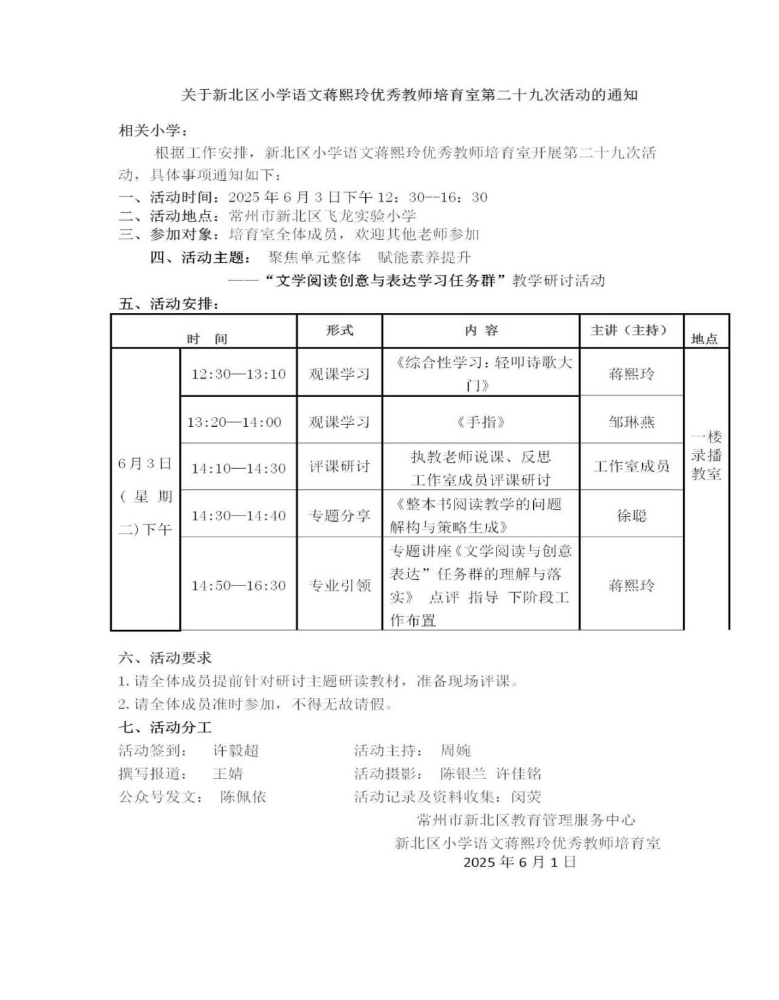 关于新北区小学语文蒋熙玲优秀教师培育室第二十九次活动的通知
相关小学：
根据工作安排，新北区小学语文蒋熙玲优秀教师培育室开展第二十九次活
动，具体事项通知如下：
一、活动时间：2025年6月3日下午12：30--16：30
二、活动地点：常州市新北区飞龙实验小学
三、参加对象：培育室全体成员，欢迎其他老师参加
四、活动主题： 聚焦单元整体 赋能素养提升
——“文学阅读创意与表达学习任务群”教学研讨活动
五、活动安排：
时 间 形式 内 容 主讲（主持） 地点
6月3日
(星期
二)下午
12:30—13:10 观课学习 《综合性学习：轻叩诗歌大
门》 蒋熙玲
13:20—14:00 观课学习 《手指》 邹琳燕
14:10—14:30 评课研讨 执教老师说课、反思
工作室成员评课研讨 工作室成员
14:30—14:40 专题分享 《整本书阅读教学的问题
解构与策略生成》 徐聪
14:50—16:30 专业引领 专题讲座《文学阅读与创意
表达”任务群的理解与落
实》 点评 指导 下阶段工
作布置 蒋熙玲
一楼
录播
教室
六、活动要求
1.请全体成员提前针对研讨主题研读教材，准备现场评课。
2.请全体成员准时参加，不得无故请假。
七、活动分工
活动签到： 许毅超 活动主持： 周婉
撰写报道： 王婧 活动摄影： 陈银兰 许佳铭
公众号发文： 陈佩依 活动记录及资料收集：闵荧
常州市新北区教育管理服务中心
新北区小学语文蒋熙玲优秀教师培育室
2025年6月1日